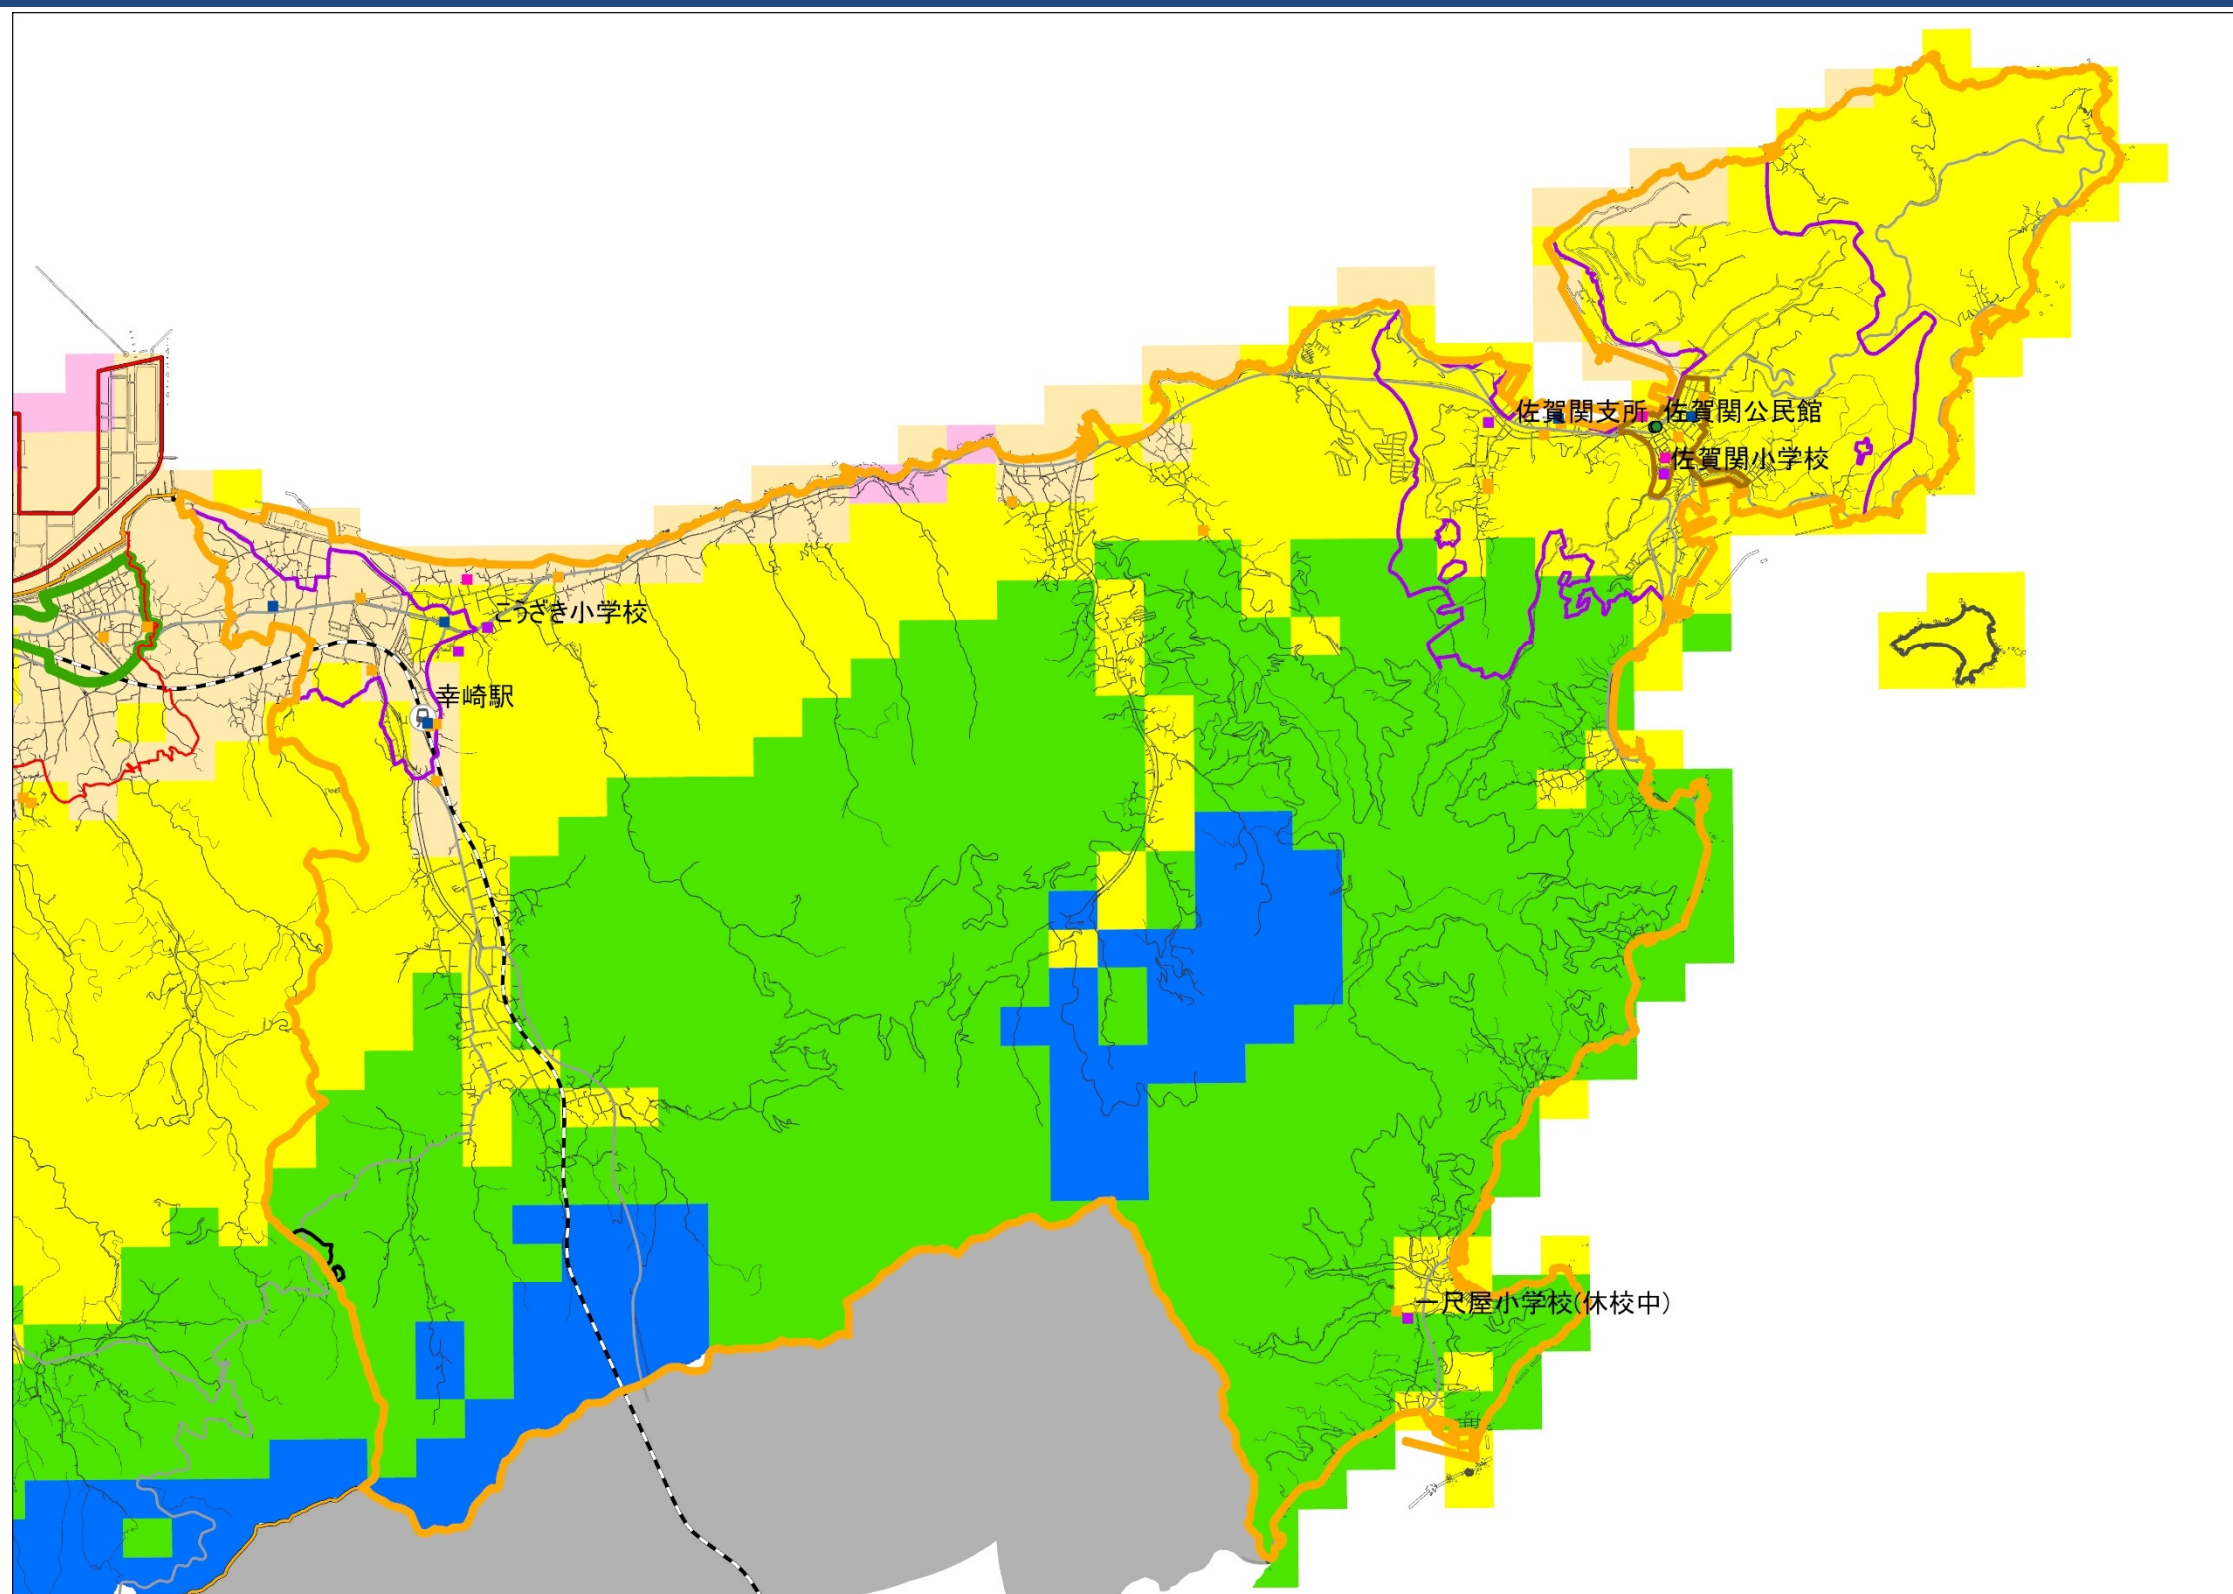 佐賀関支所
佐賀関公民館
佐賀関小学校
こうざき小学校
幸崎駅
一尺屋小学校(休校中)